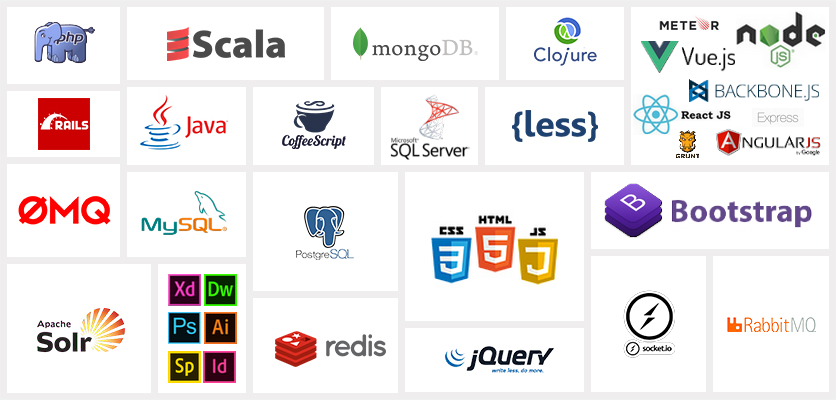 php
Scala
mongoDB®
Clojure
METEOR
Vue.js
node
JS
BACKBONE.JS
React JS
Express
GRUNT
ANGULARJS
by Google
RAILS
Java™
CoffeeScript
Microsoft®
SQL Server
{less}
ØMQ
MySQL®
PostgreSQL
CSS
HTML
JS
3
5
J
B
Bootstrap
Apache
Solr
Xd
Dw
Ps
Ai
Sp
Id
redis
jQuery
write less, do more.
socket.io
RabbitMQ